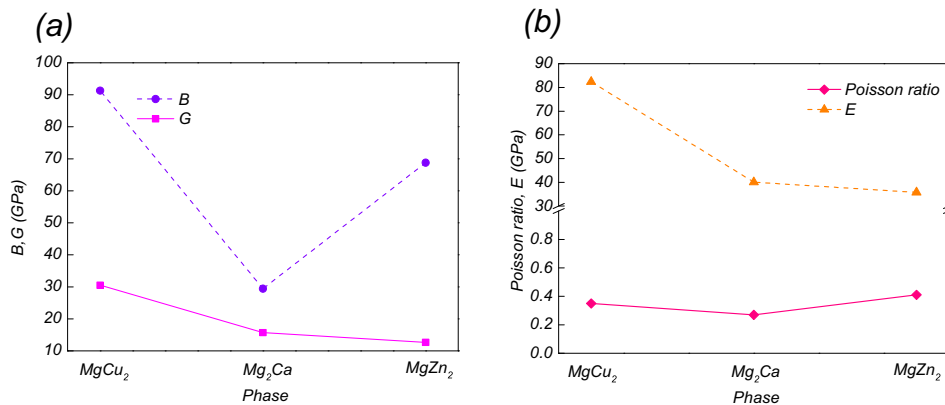 (a)
100
90
80
70
60
50
40
30
20
10
B,G (GPa)
B
G
MgCu₂
Mg₂Ca
MgZn₂
Phase
(b)
90
80
70
60
50
40
30
0.8
0.6
0.4
0.2
0.0
Poisson ratio, E (GPa)
Poisson ratio
E
MgCu₂
Mg₂Ca
MgZn₂
Phase